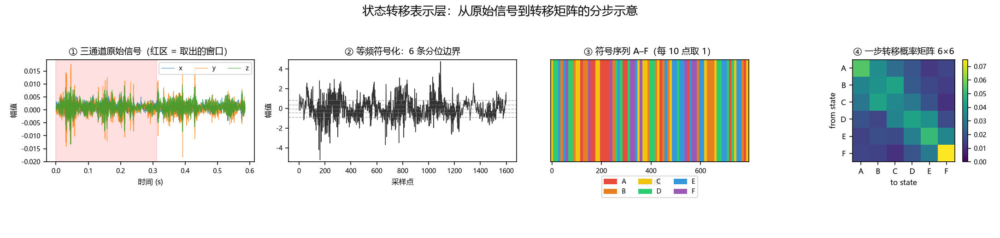 状态转移表示层：从原始信号到转移矩阵的分步示意
① 三通道原始信号（红区 = 取出的窗口）
x y z
0.015
0.010
0.005
0.000
-0.005
-0.010
-0.015
-0.020
幅值
0.0 0.1 0.2 0.3 0.4 0.5 0.6
时间 (s)
② 等频符号化：6 条分位边界
4
2
0
-2
-4
幅值
0 200 400 600 800 1000 1200 1400 1600
采样点
③ 符号序列 A–F（每 10 点取 1）
0 200 400 600
A C E
B D F
④ 一步转移概率矩阵 6×6
A
B
C
D
E
F
from state
A B C D E F
to state
0.07
0.06
0.05
0.04
0.03
0.02
0.01
0.00